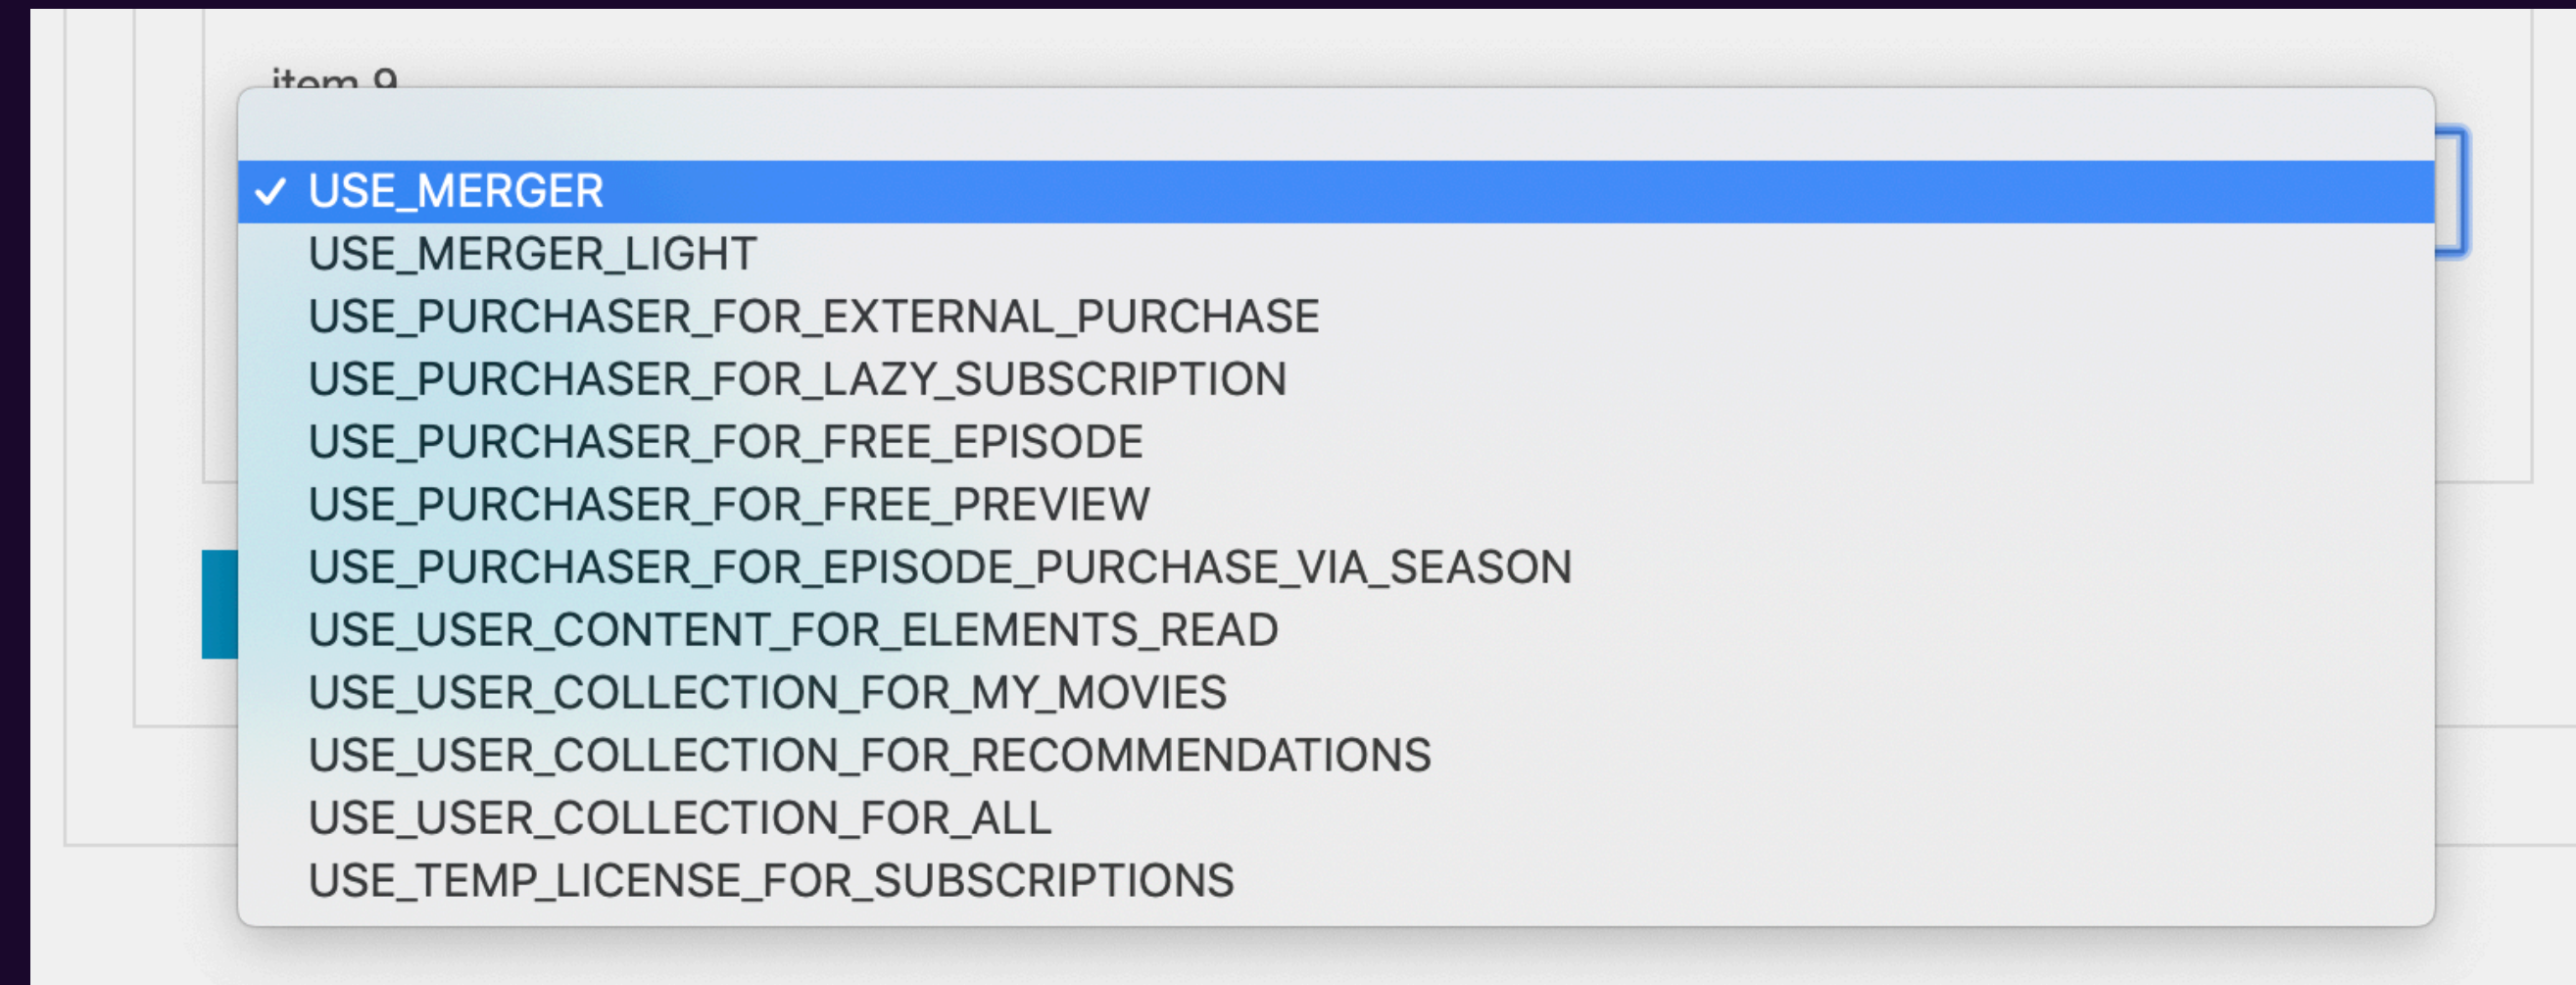 item 9
USE_MERGER
USE_MERGER_LIGHT
USE_PURCHASER_FOR_EXTERNAL_PURCHASE
USE_PURCHASER_FOR_LAZY_SUBSCRIPTION
USE_PURCHASER_FOR_FREE_EPISODE
USE_PURCHASER_FOR_FREE_PREVIEW
USE_PURCHASER_FOR_EPISODE_PURCHASE_VIA_SEASON
USE_USER_CONTENT_FOR_ELEMENTS_READ
USE_USER_COLLECTION_FOR_MY_MOVIES
USE_USER_COLLECTION_FOR_RECOMMENDATIONS
USE_USER_COLLECTION_FOR_ALL
USE_TEMP_LICENSE_FOR_SUBSCRIPTIONS